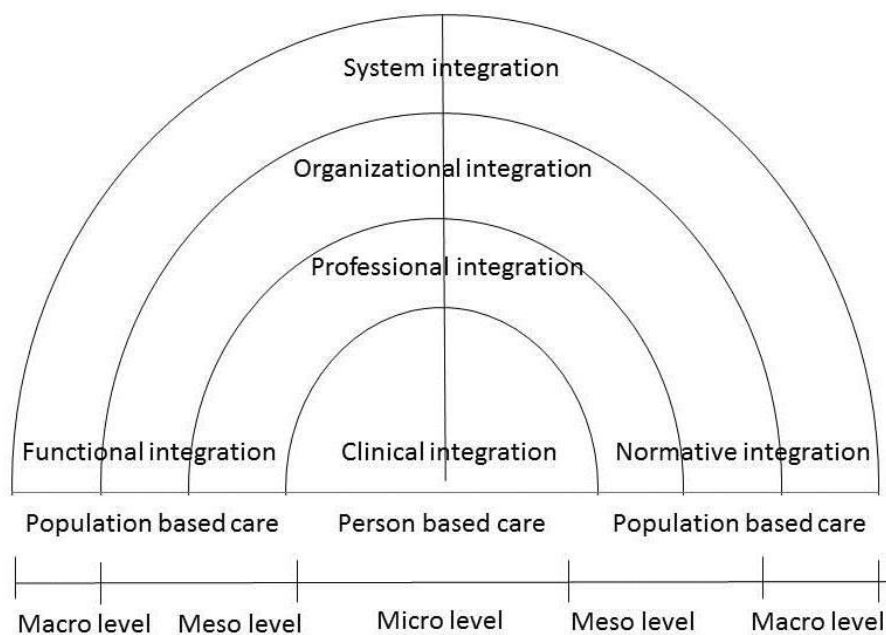 System integration
Organizational integration
Professional integration
Functional integration Clinical integration Normative integration
Population based care Person based care Population based care
Macro level Meso level Micro level Meso level Macro level